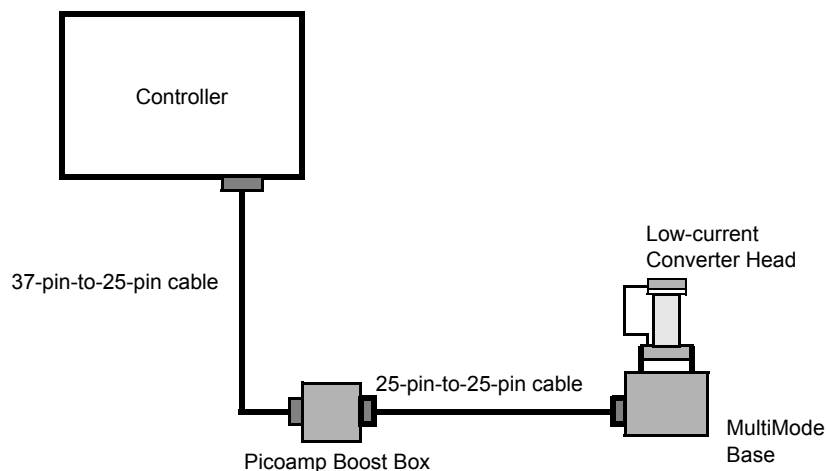 Controller
Low-current
Converter Head
37-pin-to-25-pin cable
25-pin-to-25-pin cable
MultiMode
Base
Picoamp Boost Box